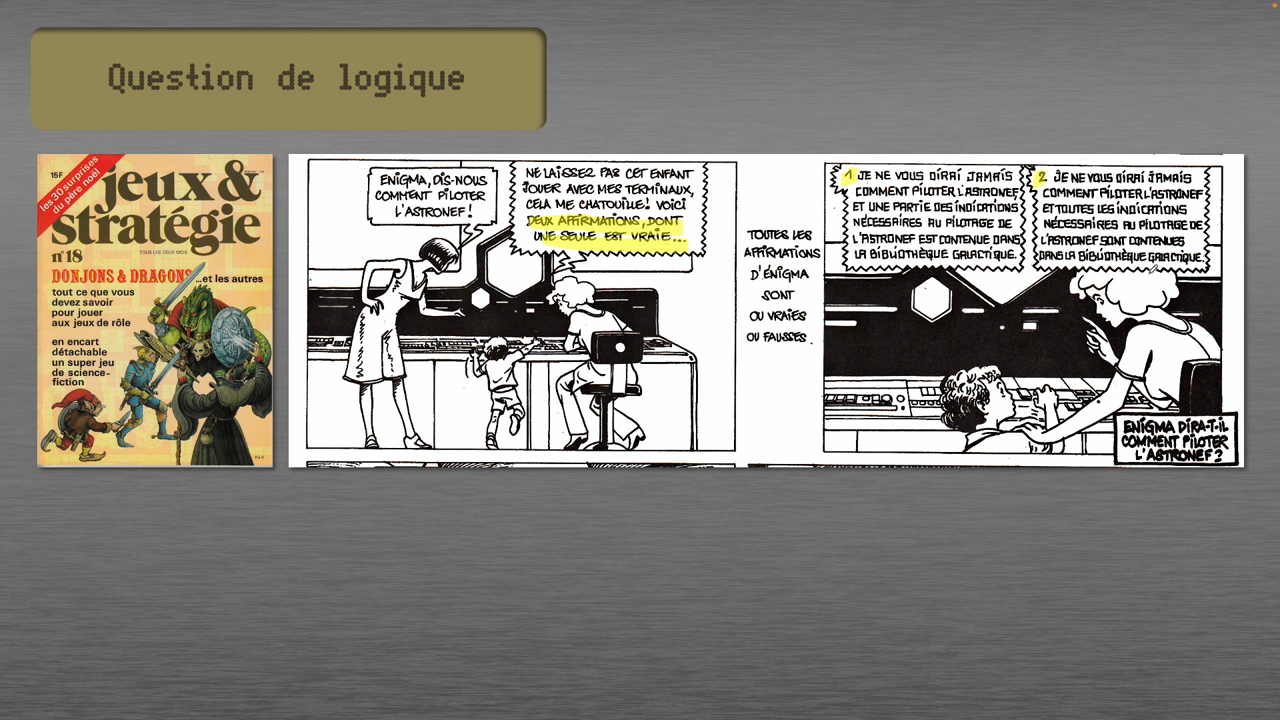 Question de logique
15F
les 30 surprises
du père noël
jeux &
stratégie
n° 18
TOUS LES DEUX MOIS
DONJONS & DRAGONS
...et les autres
tout ce que vous
devez savoir
pour jouer
aux jeux de rôle
en encart
détachable
un super jeu
de science-
fiction
ENIGMA, DIS-NOUS
COMMENT PILOTER
L'ASTRONEF !
NE LAISSEZ PAS CET ENFANT
JOUER AVEC MES TERMINAUX,
CELA ME CHATOUILLE! VOICI
DEUX AFFIRMATIONS, DONT
UNE SEULE EST VRAIE...
TOUTES LES
AFFIRMATIONS
D'ÉNIGMA
SONT
OU VRAIES
OU FAUSSES.
1 JE NE VOUS DIRAI JAMAIS
COMMENT PILOTER L'ASTRONEF,
ET UNE PARTIE DES INDICATIONS
NÉCESSAIRES AU PILOTAGE DE
L'ASTRONEF EST CONTENUE DANS
LA BIBLIOTHÈQUE GALACTIQUE.
2 JE NE VOUS DIRAI JAMAIS
COMMENT PILOTER L'ASTRONEF
ET TOUTES LES INDICATIONS
NÉCESSAIRES AU PILOTAGE DE
L'ASTRONEF SONT CONTENUES
DANS LA BIBLIOTHÈQUE GALACTIQUE.
ENIGMA DIRA-T-IL
COMMENT PILOTER
L'ASTRONEF ?